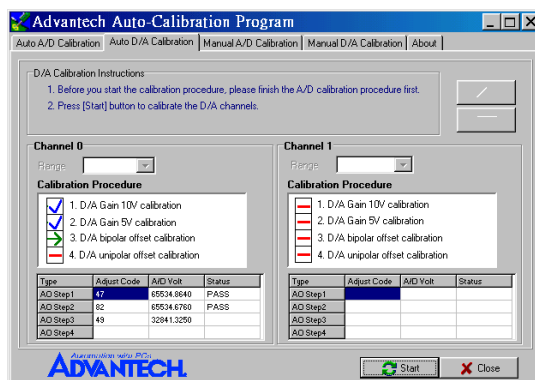 Advantech Auto-Calibration Program
Auto A/D Calibration Auto D/A Calibration Manual A/D Calibration Manual D/A Calibration About
D/A Calibration Instructions
1. Before you start the calibration procedure, please finish the A/D calibration procedure first.
2. Press [Start] button to calibrate the D/A channels.
Channel 0
Range
Calibration Procedure
1. D/A Gain 10V calibration
2. D/A Gain 5V calibration
3. D/A bipolar offset calibration
4. D/A unipolar offset calibration
Type Adjust Code A/D Volt Status
AO Step1 47 65534.8640 PASS
AO Step2 82 65534.6760 PASS
AO Step3 49 32841.3250
AO Step4
Channel 1
Range
Calibration Procedure
1. D/A Gain 10V calibration
2. D/A Gain 5V calibration
3. D/A bipolar offset calibration
4. D/A unipolar offset calibration
Type Adjust Code A/D Volt Status
AO Step1
AO Step2
AO Step3
AO Step4
Automation with PCs
ADVANTECH.
Start
Close